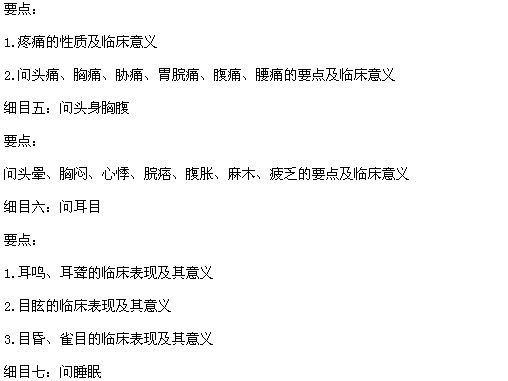 要点：
1.疼痛的性质及临床意义
2.问头痛、胸痛、胁痛、胃脘痛、腹痛、腰痛的要点及临床意义
细目五：问头身胸腹
要点：
问头晕、胸闷、心悸、脘痞、腹胀、麻木、疲乏的要点及临床意义
细目六：问耳目
要点：
1.耳鸣、耳聋的临床表现及其意义
2.目眩的临床表现及其意义
3.目昏、雀目的临床表现及其意义
细目七：问睡眠